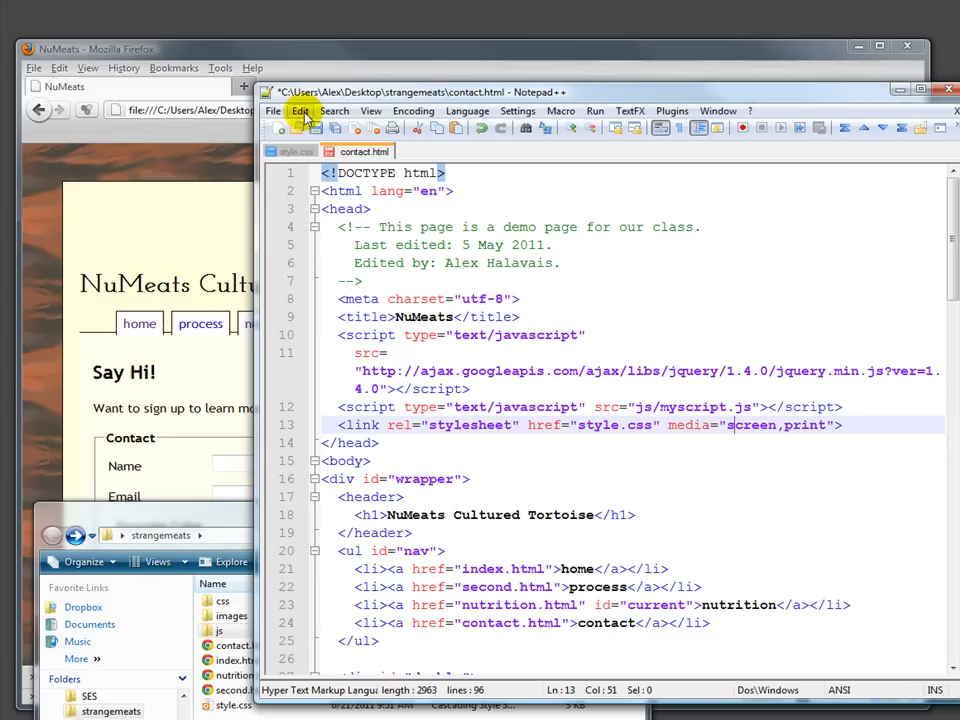 NuMeats - Mozilla Firefox
File Edit View History Bookmarks Tools Help
NuMeats
file:///C:/Users/Alex/Desktop
NuMeats Cultu
home process n
Say Hi!
Want to sign up to learn mo
Contact
Name
Email
strangemeats
Organize Views Explore
Favorite Links
Dropbox
Documents
Music
More »
Folders
SES
strangemeats
Name
css
images
js
contact.
index.ht
nutrition
second.h
style.css 6/21/2011 9:51 AM Cascading Style S... 5 KB
*C:\Users\Alex\Desktop\strangemeats\contact.html - Notepad++
File Edit Search View Encoding Language Settings Macro Run TextFX Plugins Window ? X
style.css contact.html
1 <!DOCTYPE html>
2 <html lang="en">
3 <head>
4 <!-- This page is a demo page for our class.
5 Last edited: 5 May 2011.
6 Edited by: Alex Halavais.
7 -->
8 <meta charset="utf-8">
9 <title>NuMeats</title>
10 <script type="text/javascript"
11 src=
"http://ajax.googleapis.com/ajax/libs/jquery/1.4.0/jquery.min.js?ver=1.
4.0"></script>
12 <script type="text/javascript" src="js/myscript.js"></script>
13 <link rel="stylesheet" href="style.css" media="screen,print">
14 </head>
15 <body>
16 <div id="wrapper">
17 <header>
18 <h1>NuMeats Cultured Tortoise</h1>
19 </header>
20 <ul id="nav">
21 <li><a href="index.html">home</a></li>
22 <li><a href="second.html">process</a></li>
23 <li><a href="nutrition.html" id="current">nutrition</a></li>
24 <li><a href="contact.html">contact</a></li>
25 </ul>
26
Hyper Text Markup Langua length : 2963 lines : 96 Ln : 13 Col : 51 Sel : 0 Dos\Windows ANSI INS